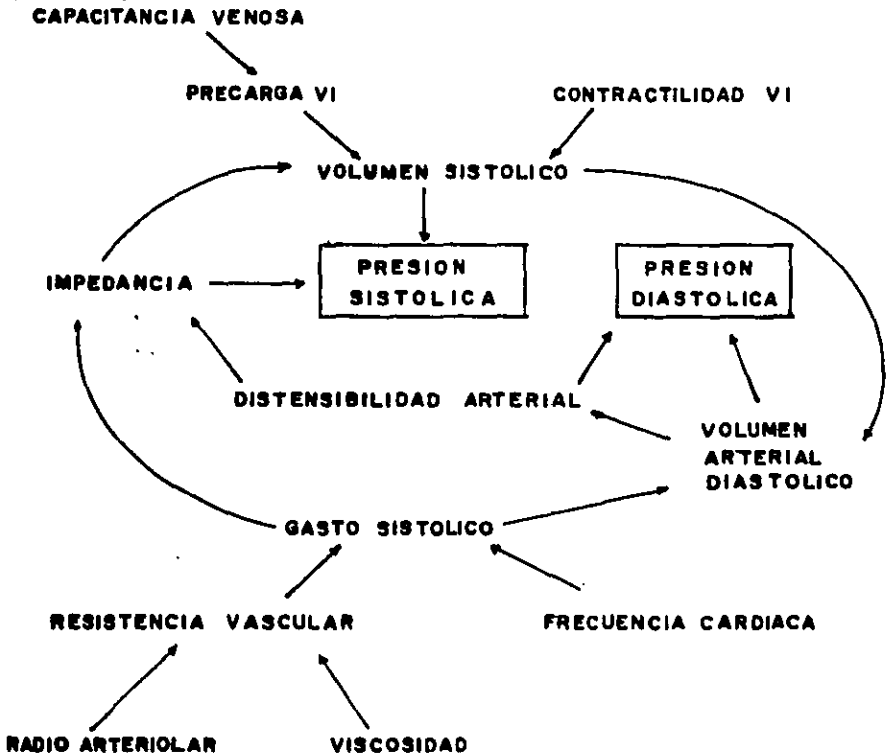 CAPACITANCIA VENOSA
PRECARGA VI
CONTRACTILIDAD VI
VOLUMEN SISTOLICO
IMPEDANCIA
PRESION
SISTOLICA
PRESION
DIASTOLICA
DISTENSIBILIDAD ARTERIAL
VOLUMEN
ARTERIAL
DIASTOLICO
GASTO SISTOLICO
RESISTENCIA VASCULAR
FRECUENCIA CARDIACA
RADIO ARTERIOLAR
VISCOSIDAD